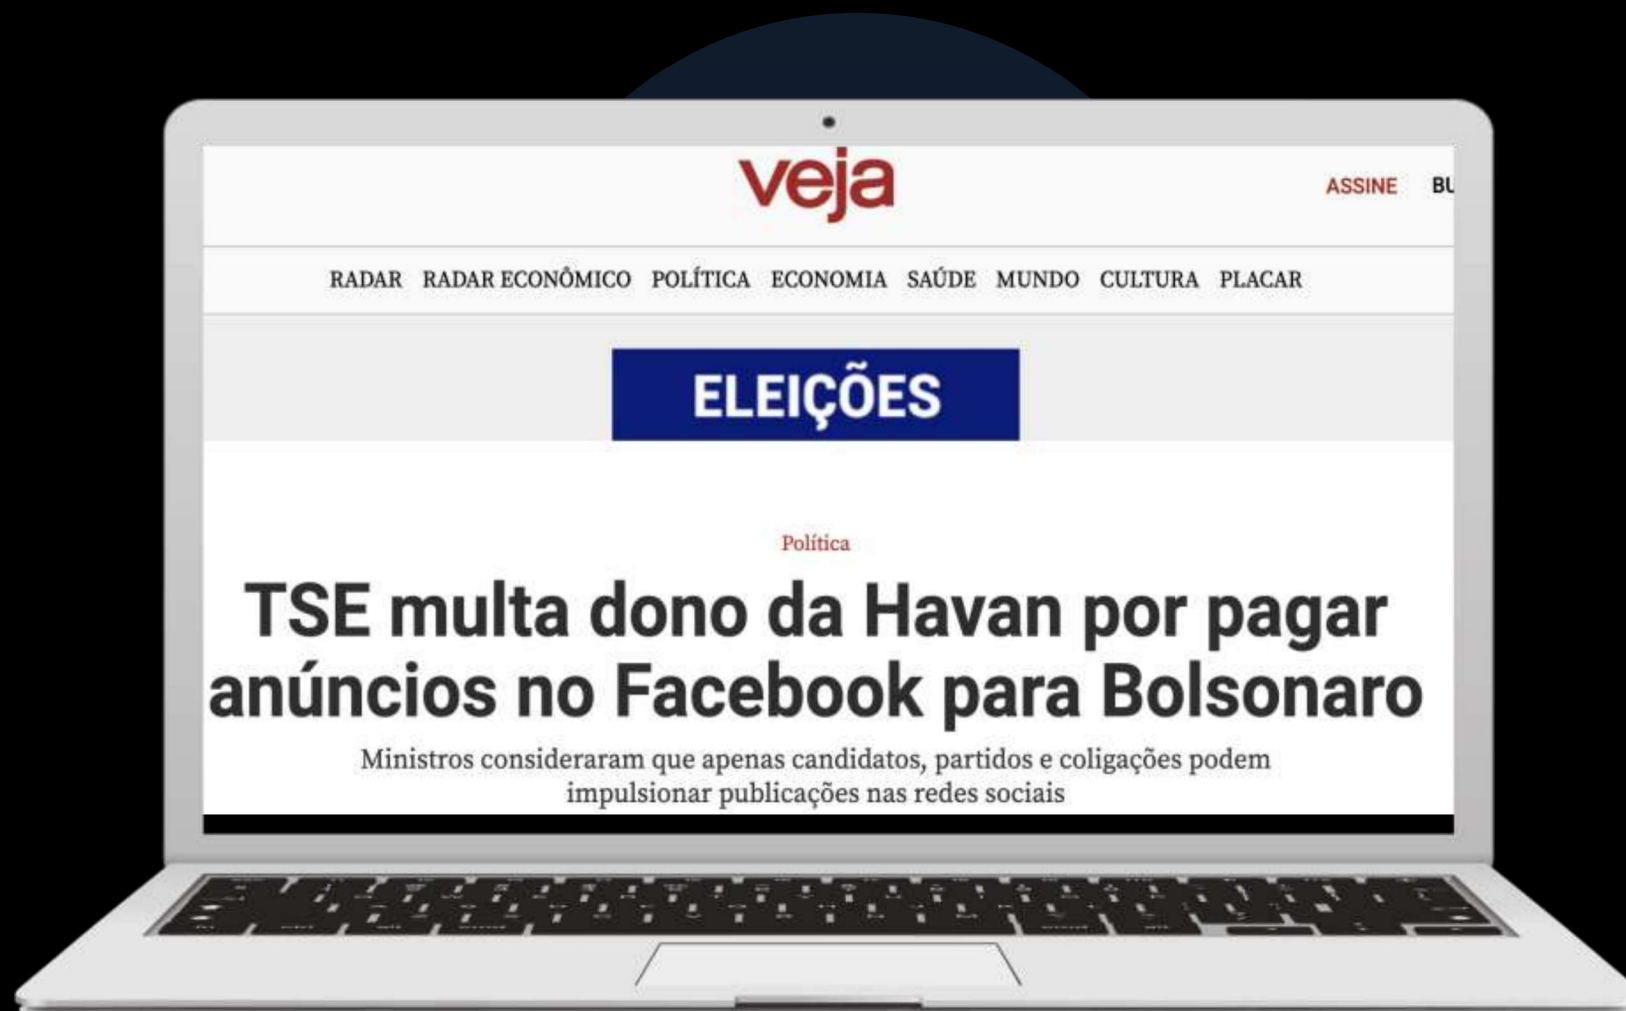 veja
ASSINE BU
RADAR RADAR ECONÔMICO POLÍTICA ECONOMIA SAÚDE MUNDO CULTURA PLACAR
ELEIÇÕES
Política
TSE multa dono da Havan por pagar
anúncios no Facebook para Bolsonaro
Ministros consideraram que apenas candidatos, partidos e coligações podem
impulsionar publicações nas redes sociais